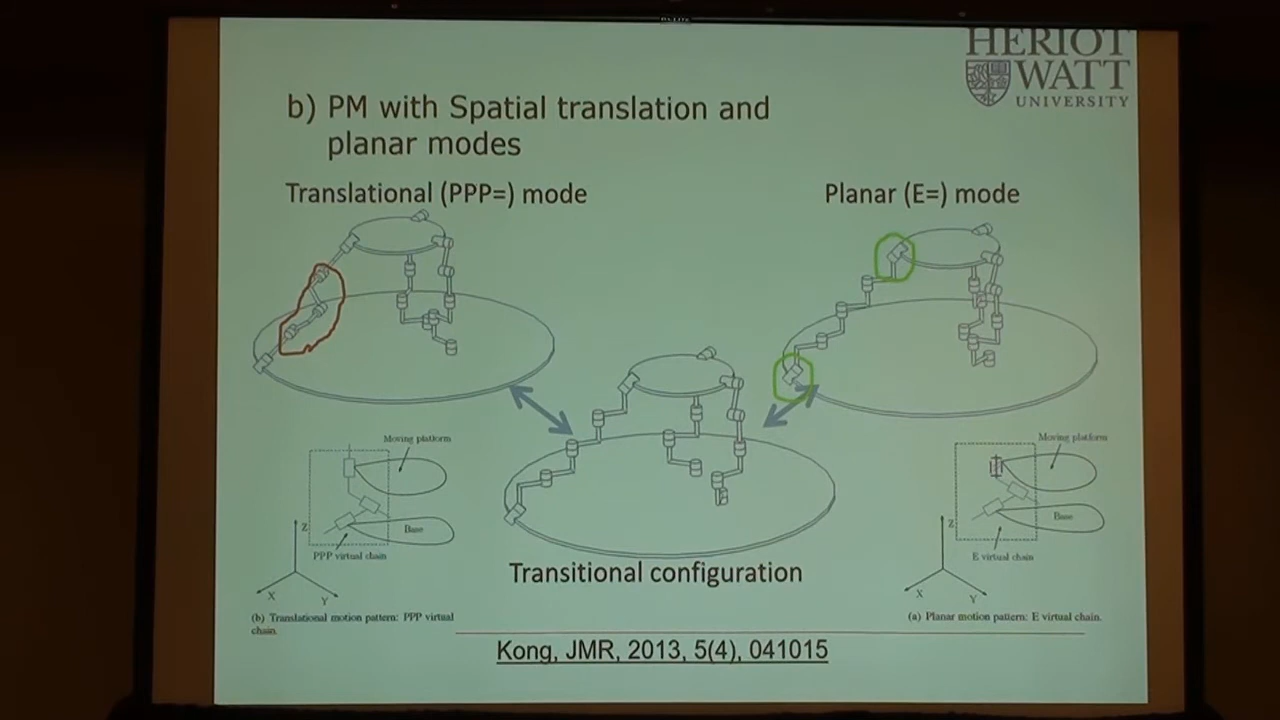 HERIOT
WATT
UNIVERSITY
b) PM with Spatial translation and
planar modes
Translational (PPP=) mode
Planar (E=) mode
Moving platform
Base
PPP virtual chain
Z
X
Y
(b) Translational motion pattern: PPP virtual
chain.
Transitional configuration
Moving platform
Base
E virtual chain
Z
X
Y
(a) Planar motion pattern: E virtual chain.
Kong, JMR, 2013, 5(4), 041015